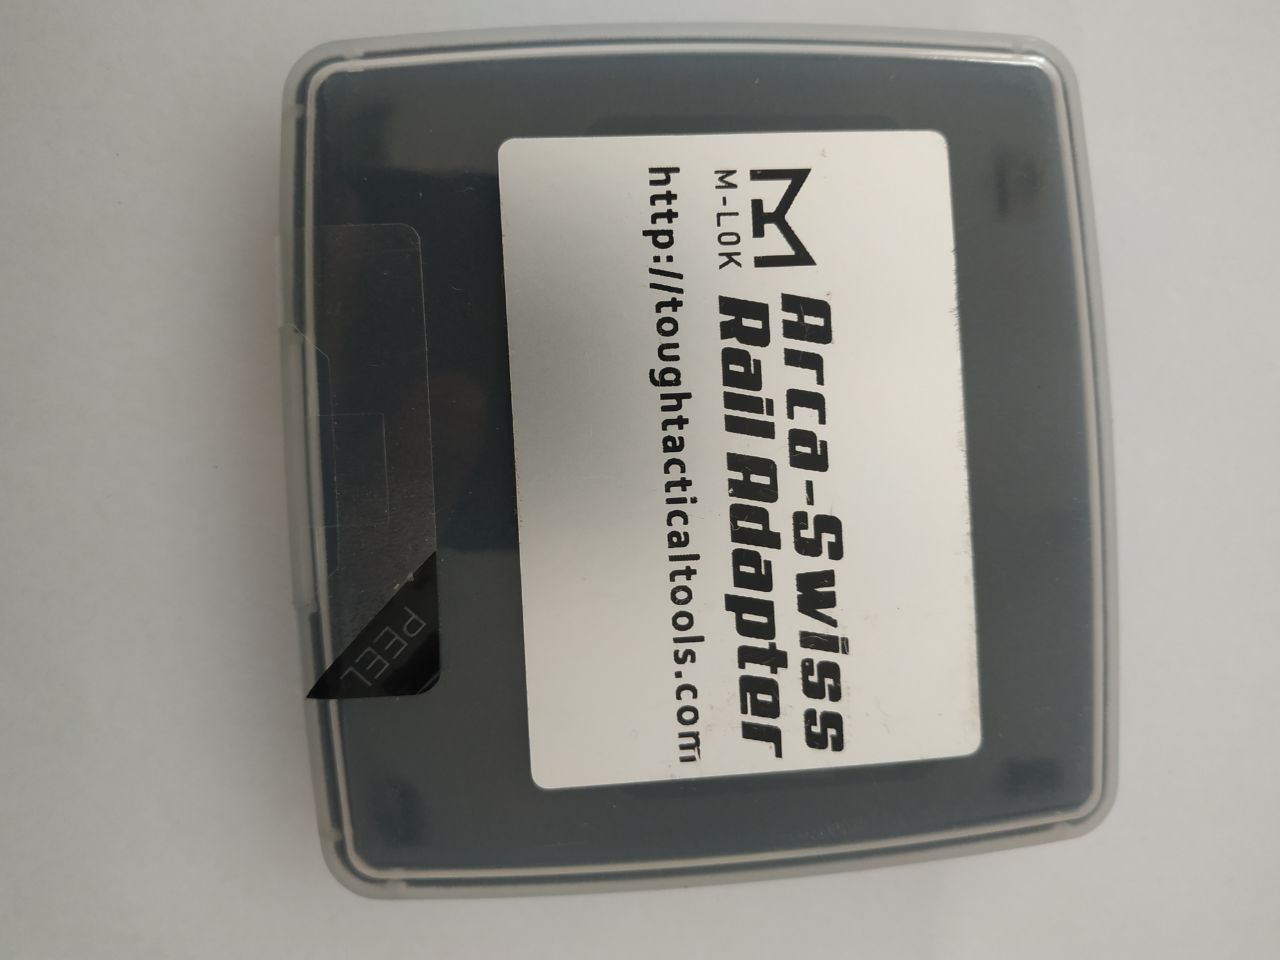 M-LOK
Arca-Swiss
Rail Adapter
http://toughtacticaltools.com
PEEL